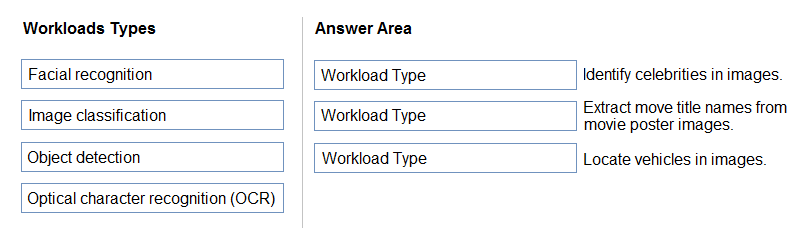 Workloads Types
Answer Area
Facial recognition
Workload Type
Identify celebrities in images.
Image classification
Workload Type
Extract move title names from
movie poster images.
Object detection
Workload Type
Locate vehicles in images.
Optical character recognition (OCR)